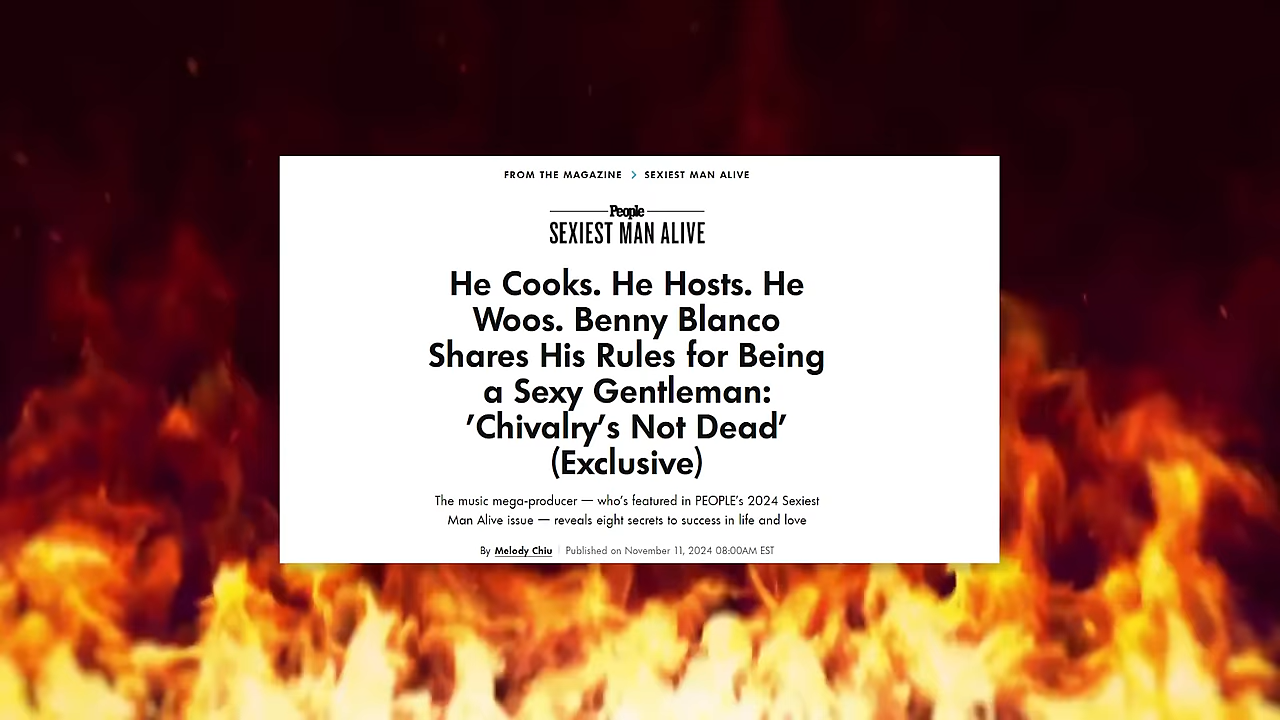 FROM THE MAGAZINE > SEXIEST MAN ALIVE
People
SEXIEST MAN ALIVE
He Cooks. He Hosts. He
Woos. Benny Blanco
Shares His Rules for Being
a Sexy Gentleman:
’Chivalry’s Not Dead’
(Exclusive)
The music mega-producer — who’s featured in PEOPLE’s 2024 Sexiest
Man Alive issue — reveals eight secrets to success in life and love
By Melody Chiu | Published on November 11, 2024 08:00AM EST